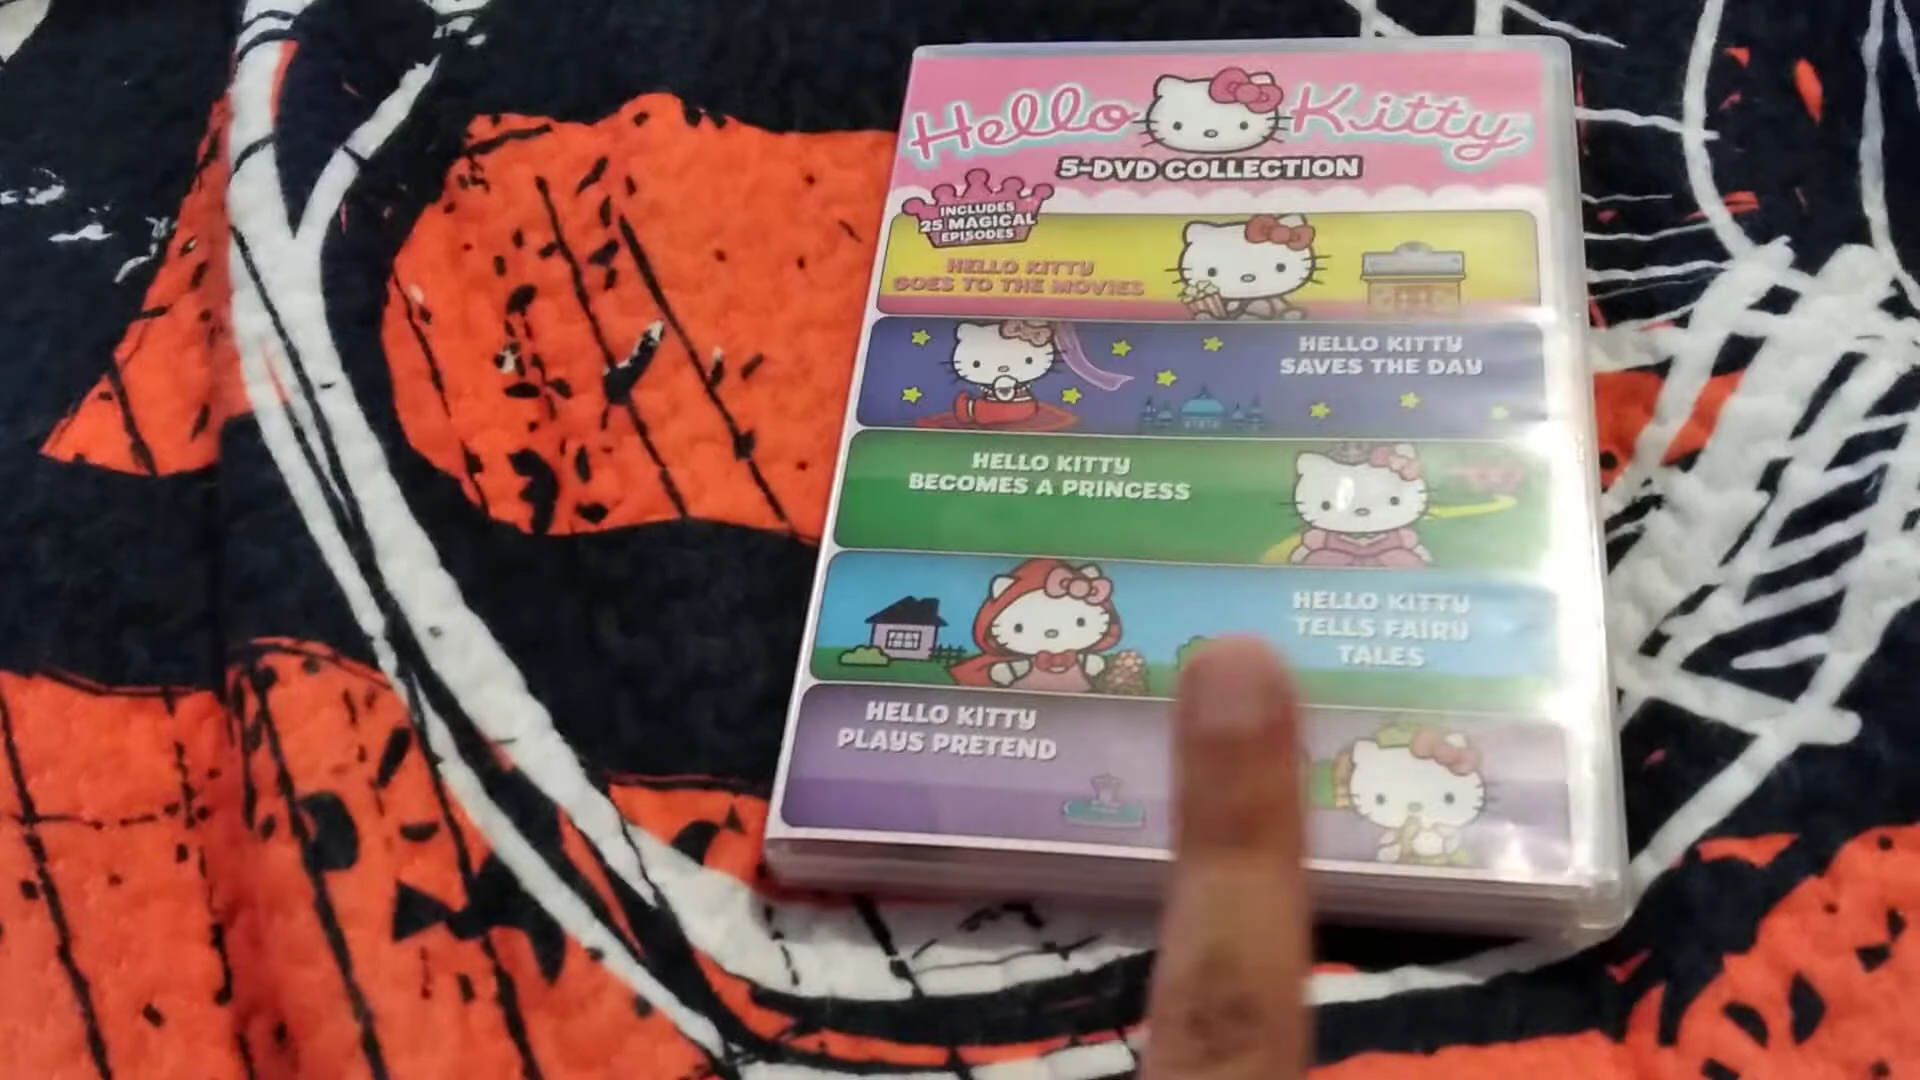 Hello Kitty
5-DVD COLLECTION
INCLUDES
25 MAGICAL
EPISODES
HELLO KITTY
GOES TO THE MOVIES
HELLO KITTY
SAVES THE DAY
HELLO KITTY
BECOMES A PRINCESS
HELLO KITTY
TELLS FAIRY
TALES
HELLO KITTY
PLAYS PRETEND